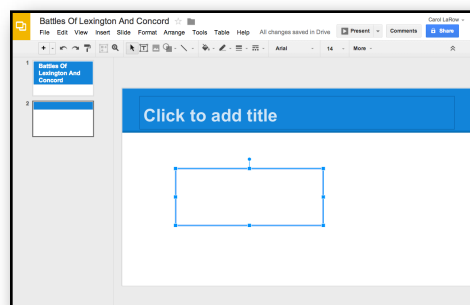 Battles Of Lexington And Concord
Carol LaRow
File Edit View Insert Slide Format Arrange Tools Table Help All changes saved in Drive
Present Comments Share
Arial 14 More
1 Battles Of
Lexington And
Concord
2
Click to add title